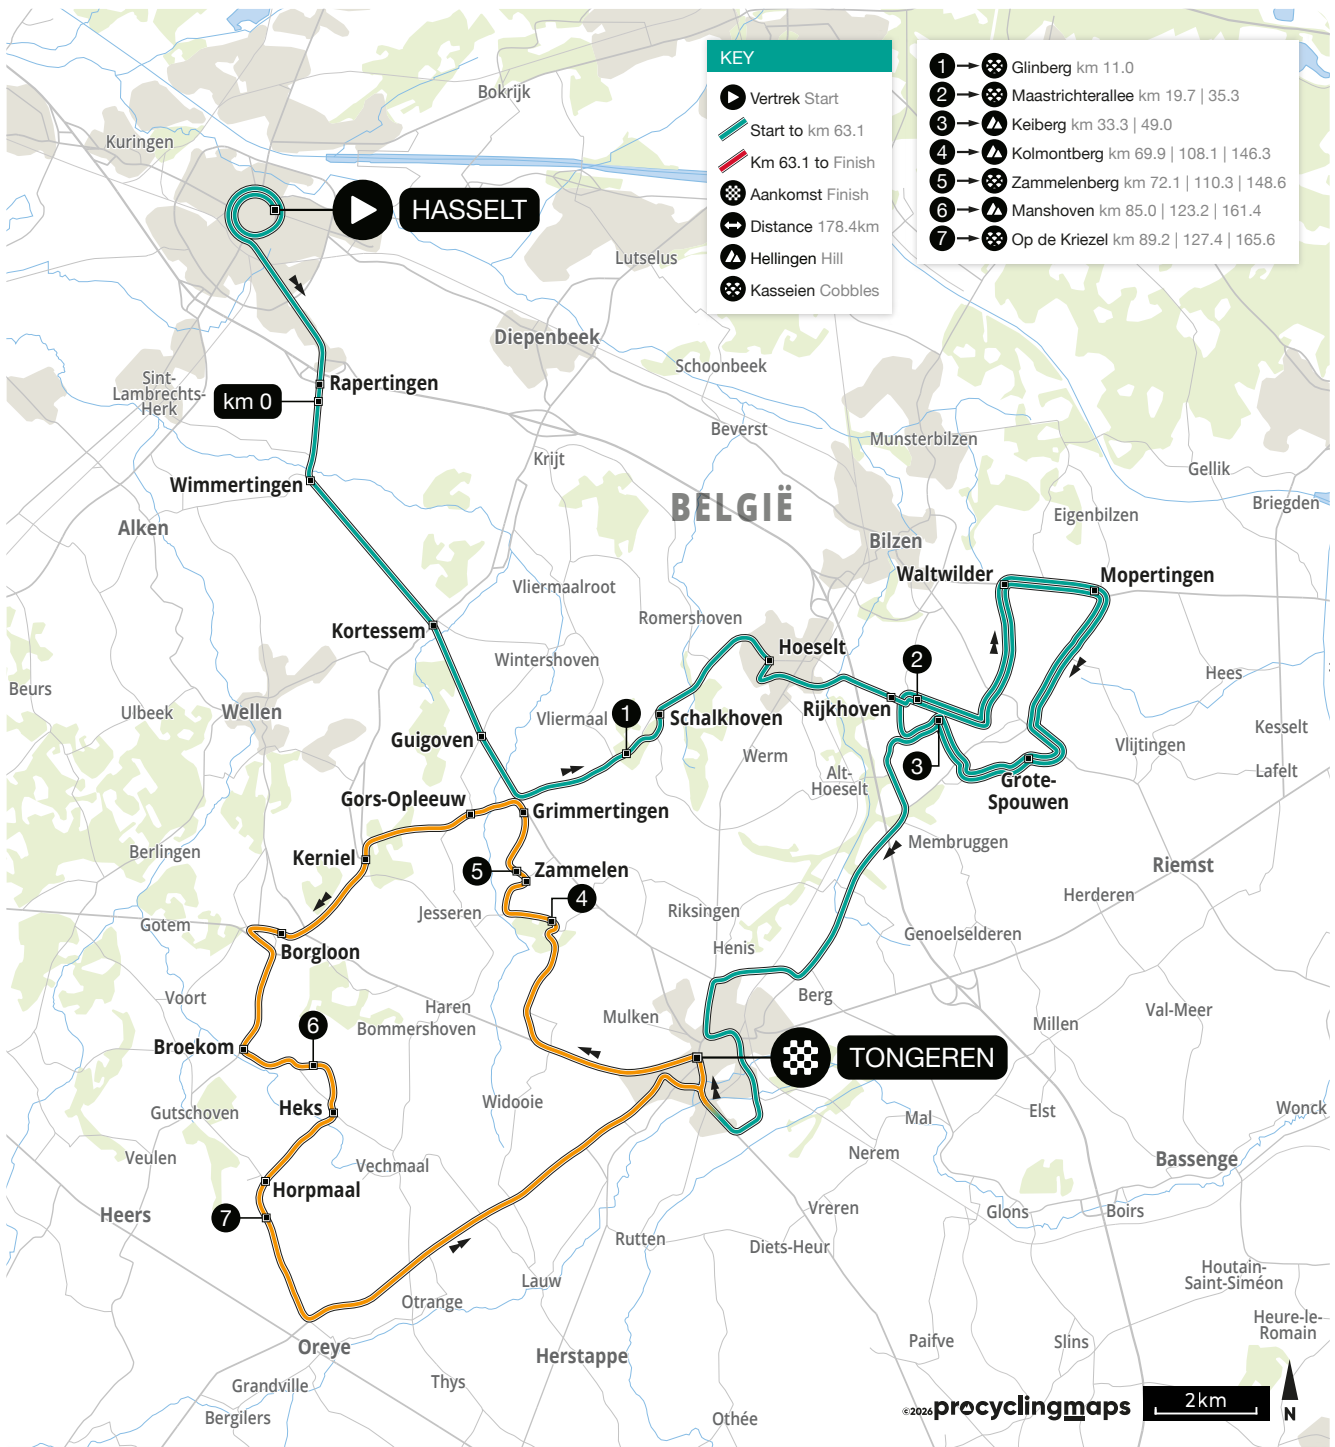 KEY
Vertrek Start
Start to km 63.1
Km 63.1 to Finish
Aankomst Finish
Distance 178.4km
Hellingen Hill
Kasseien Cobbles
1 Glinberg km 11.0
2 Maastrichterallee km 19.7 | 35.3
3 Keiberg km 33.3 | 49.0
4 Kolmontberg km 69.9 | 108.1 | 146.3
5 Zammelenberg km 72.1 | 110.3 | 148.6
6 Manshoven km 85.0 | 123.2 | 161.4
7 Op de Kriezel km 89.2 | 127.4 | 165.6
Bokrijk
Kuringen
HASSELT
Lutselus
Diepenbeek
Schoonbeek
Sint-
Lambrechts-
Herk
Rapertingen
km 0
Beverst
Munsterbilzen
Krijt
Gellik
Wimmertingen
BELGIË
Briegden
Eigenbilzen
Alken
Bilzen
Waltwilder
Mopertingen
Vliermaalroot
Romershoven
Kortessem
Hoeselt
Wintershoven
2
Hees
Beurs
Ulbeek
Wellen
Vliermaal
1
Schalkhoven
Rijkhoven
Kesselt
Guigoven
Werm
3
Vlijtingen
Lafelt
Alt-
Hoeselt
Grote-
Spouwen
Gors-Opleeuw
Grimmertingen
Berlingen
Kerniel
Membruggen
5
Zammelen
Riemst
4
Herderen
Jesseren
Riksingen
Gotem
Genoelselderen
Borgloon
Henis
Voort
Haren
Berg
Bommershoven
Mulken
Val-Meer
Millen
6
Broekom
TONGEREN
Heks
Gutschoven
Widooie
Mal
Elst
Wonck
Veulen
Vechmaal
Nerem
Bassenge
Horpmaal
Heers
7
Vreren
Glons
Boirs
Rutten
Diets-Heur
Lauw
Houtain-
Saint-Siméon
Otrange
Heure-le-
Romain
Oreye
Herstappe
Paifve
Slins
Grandville
Thys
Bergilers
Othée
©2026 procyclingmaps
2km
N